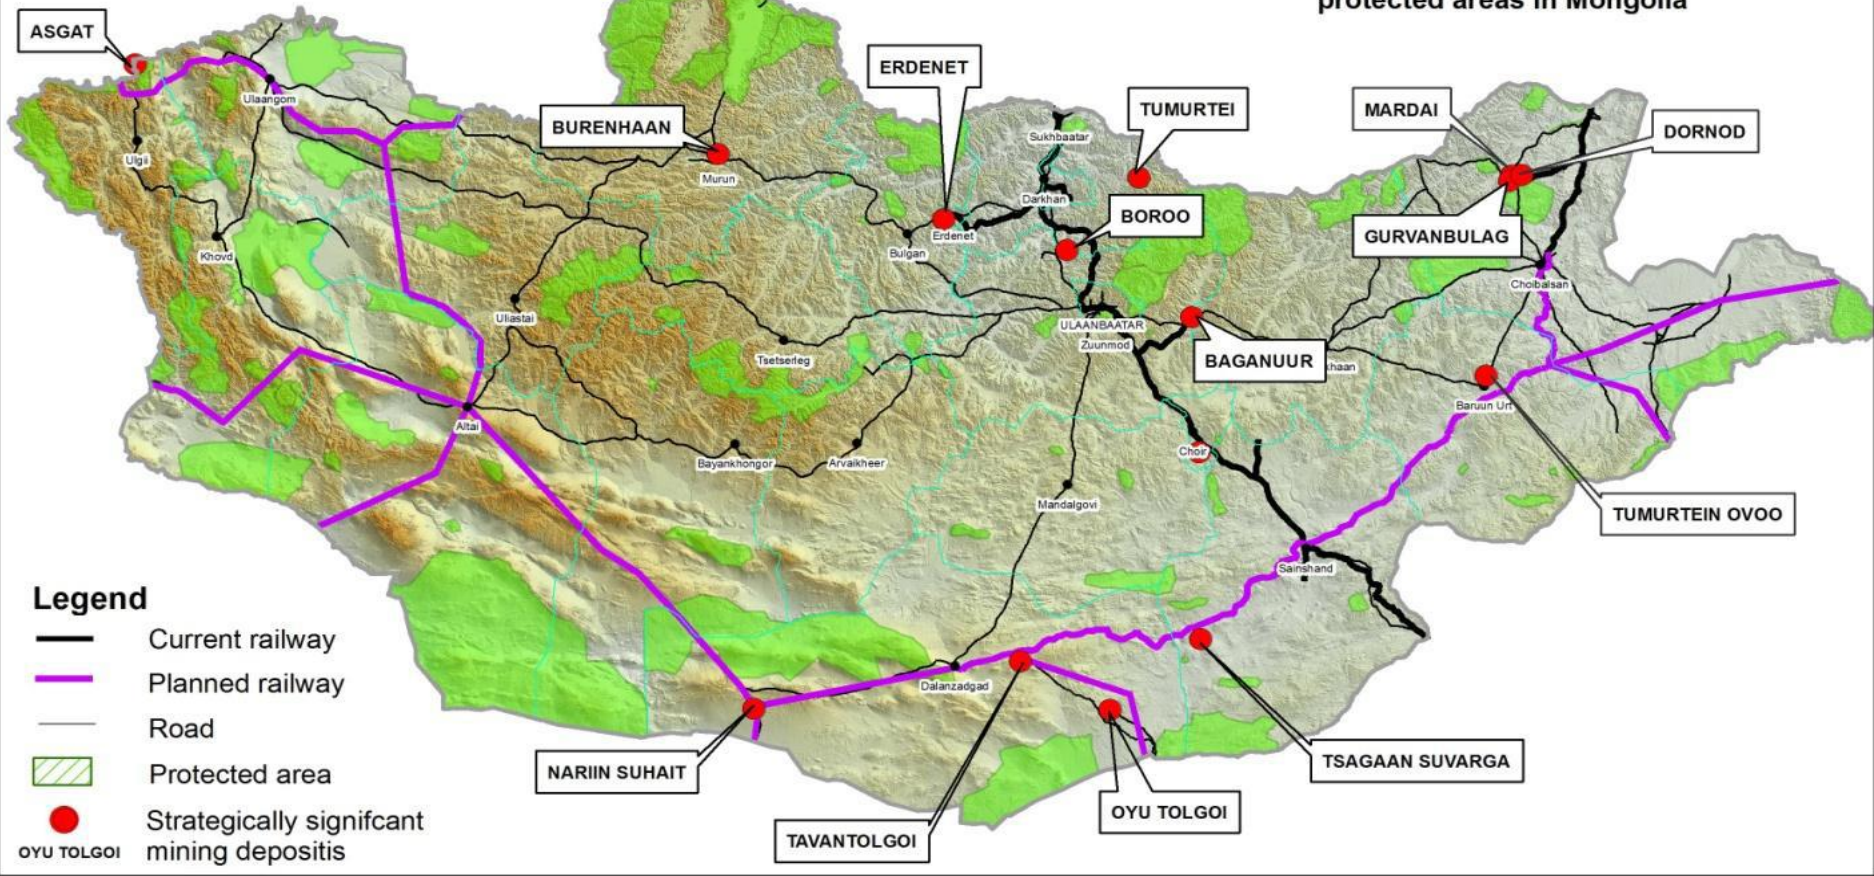 protected areas in Mongolia
ASGAT
ERDENET
TUMURTEI
MARDAI
DORNOD
BURENHAAN
BOROO
GURVANBULAG
Ulaangom
Ulgii
Murun
Sukhbaatar
Darkhan
Khovd
Erdenet
Bulgan
Choibalsan
Uliastai
ULAANBAATAR
Zuunmod
Tsetserleg
BAGANUUR
khaan
Baruun Urt
Altai
Choir
Bayankhongor
Arvaikheer
Mandalgovi
TUMURTEIN OVOO
Sainshand
Dalanzadgad
NARIIN SUHAIT
TSAGAAN SUVARGA
OYU TOLGOI
TAVANTOLGOI
Legend
Current railway
Planned railway
Road
Protected area
Strategically signifcant
OYU TOLGOI mining depositis